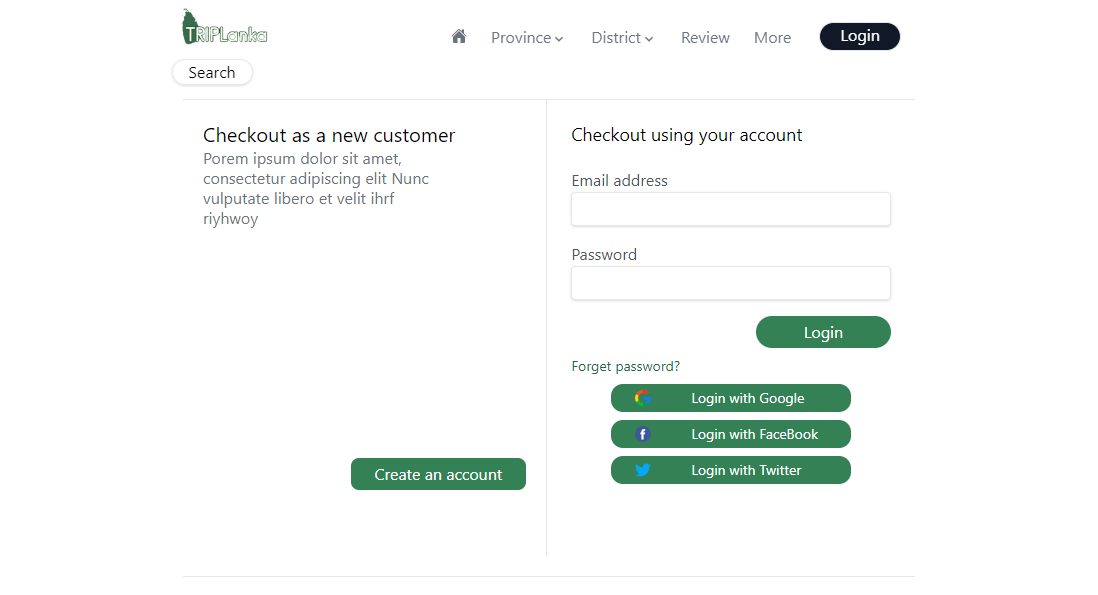 TRIPLanka
Province
District
Review
More
Login
Search
Checkout as a new customer
Porem ipsum dolor sit amet,
consectetur adipiscing elit Nunc
vulputate libero et velit ihrf
riyhwoy
Create an account
Checkout using your account
Email address
Password
Login
Forget password?
Login with Google
Login with FaceBook
Login with Twitter